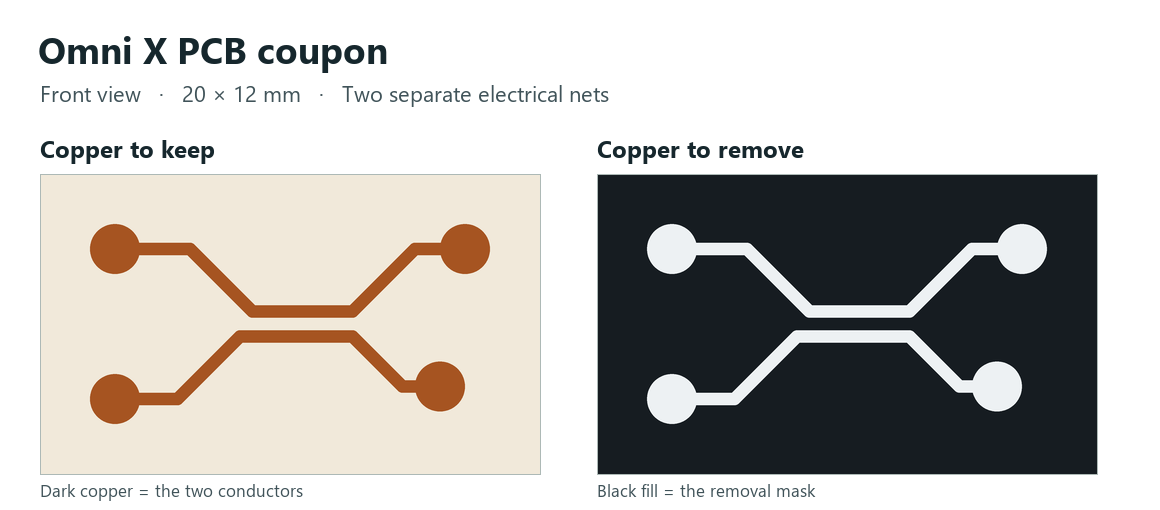 Omni X PCB coupon
Front view · 20 × 12 mm · Two separate electrical nets
Copper to keep
Copper to remove
Dark copper = the two conductors
Black fill = the removal mask